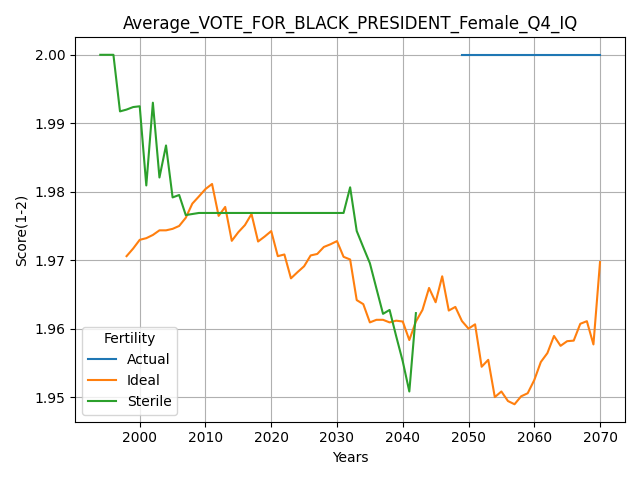 Average_VOTE_FOR_BLACK_PRESIDENT_Female_Q4_IQ
2.00
1.99
1.98
1.97
1.96
1.95
Score(1-2)
Fertility
Actual
Ideal
Sterile
2000 2010 2020 2030 2040 2050 2060 2070
Years